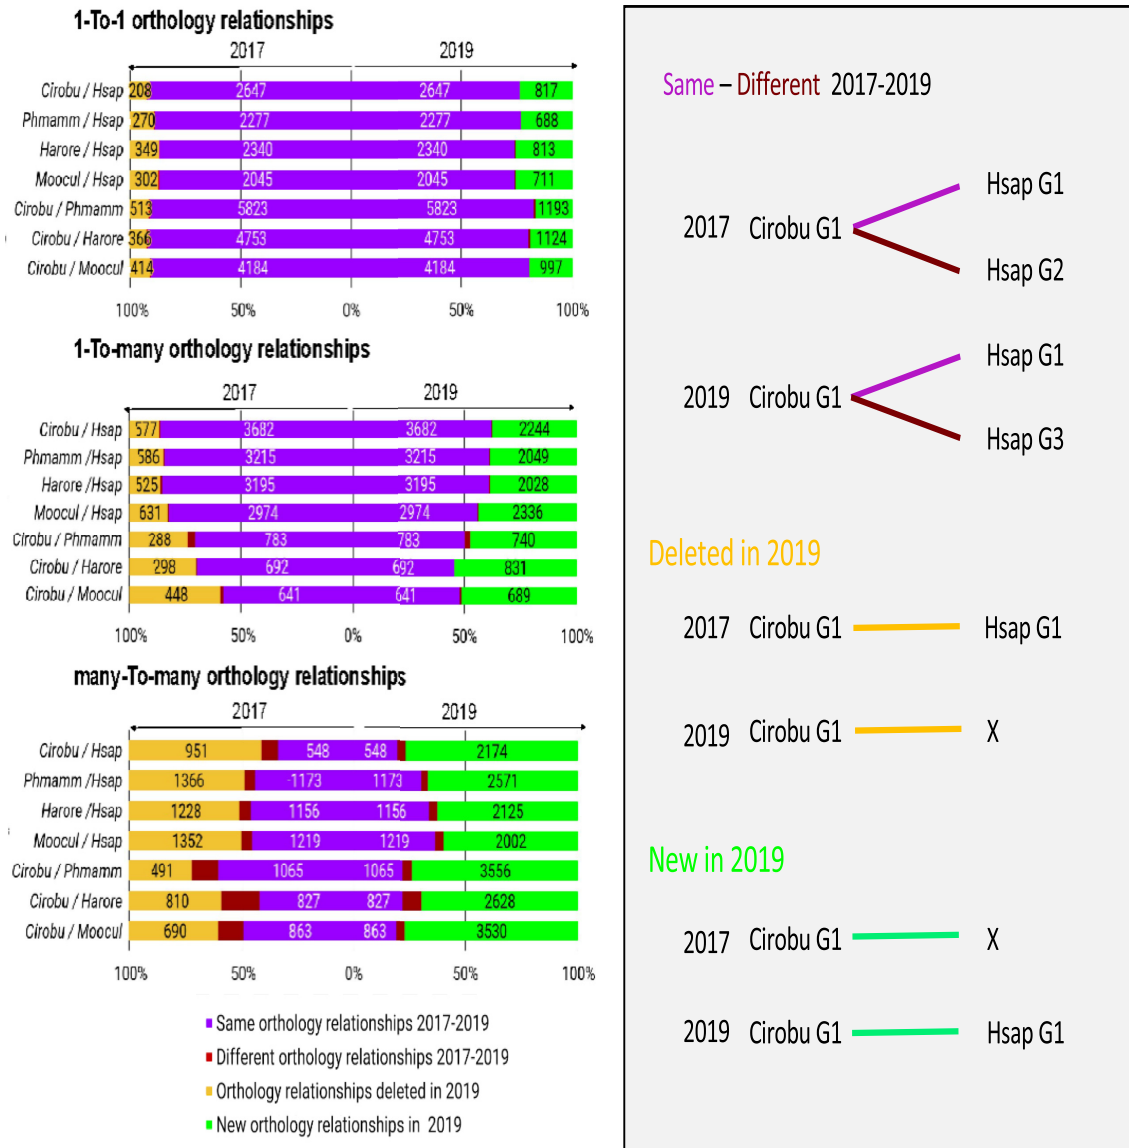 1-To-1 orthology relationships
2017 2019
Cirobu / Hsap 208 2647 2647 817
Phmamm / Hsap 270 2277 2277 688
Harore / Hsap 349 2340 2340 813
Moocul / Hsap 302 2045 2045 711
Cirobu / Phmamm 513 5823 5823 1193
Cirobu / Harore 366 4753 4753 1124
Cirobu / Moocul 414 4184 4184 997
100% 50% 0% 50% 100%
1-To-many orthology relationships
2017 2019
Cirobu / Hsap 577 3682 3682 2244
Phmamm /Hsap 586 3215 3215 2049
Harore /Hsap 525 3195 3195 2028
Moocul / Hsap 631 2974 2974 2336
Cirobu / Phmamm 288 783 783 740
Cirobu / Harore 298 692 692 831
Cirobu / Moocul 448 641 641 689
100% 50% 0% 50% 100%
many-To-many orthology relationships
2017 2019
Cirobu / Hsap 951 548 548 2174
Phmamm /Hsap 1366 1173 1173 2571
Harore /Hsap 1228 1156 1156 2125
Moocul / Hsap 1352 1219 1219 2002
Cirobu / Phmamm 491 1065 1065 3556
Cirobu / Harore 810 827 827 2628
Cirobu / Moocul 690 863 863 3530
100% 50% 0% 50% 100%
Same orthology relationships 2017-2019
Different orthology relationships 2017-2019
Orthology relationships deleted in 2019
New orthology relationships in 2019
Same – Different 2017-2019
Hsap G1
2017 Cirobu G1
Hsap G2
Hsap G1
2019 Cirobu G1
Hsap G3
Deleted in 2019
2017 Cirobu G1 Hsap G1
2019 Cirobu G1 X
New in 2019
2017 Cirobu G1 X
2019 Cirobu G1 Hsap G1